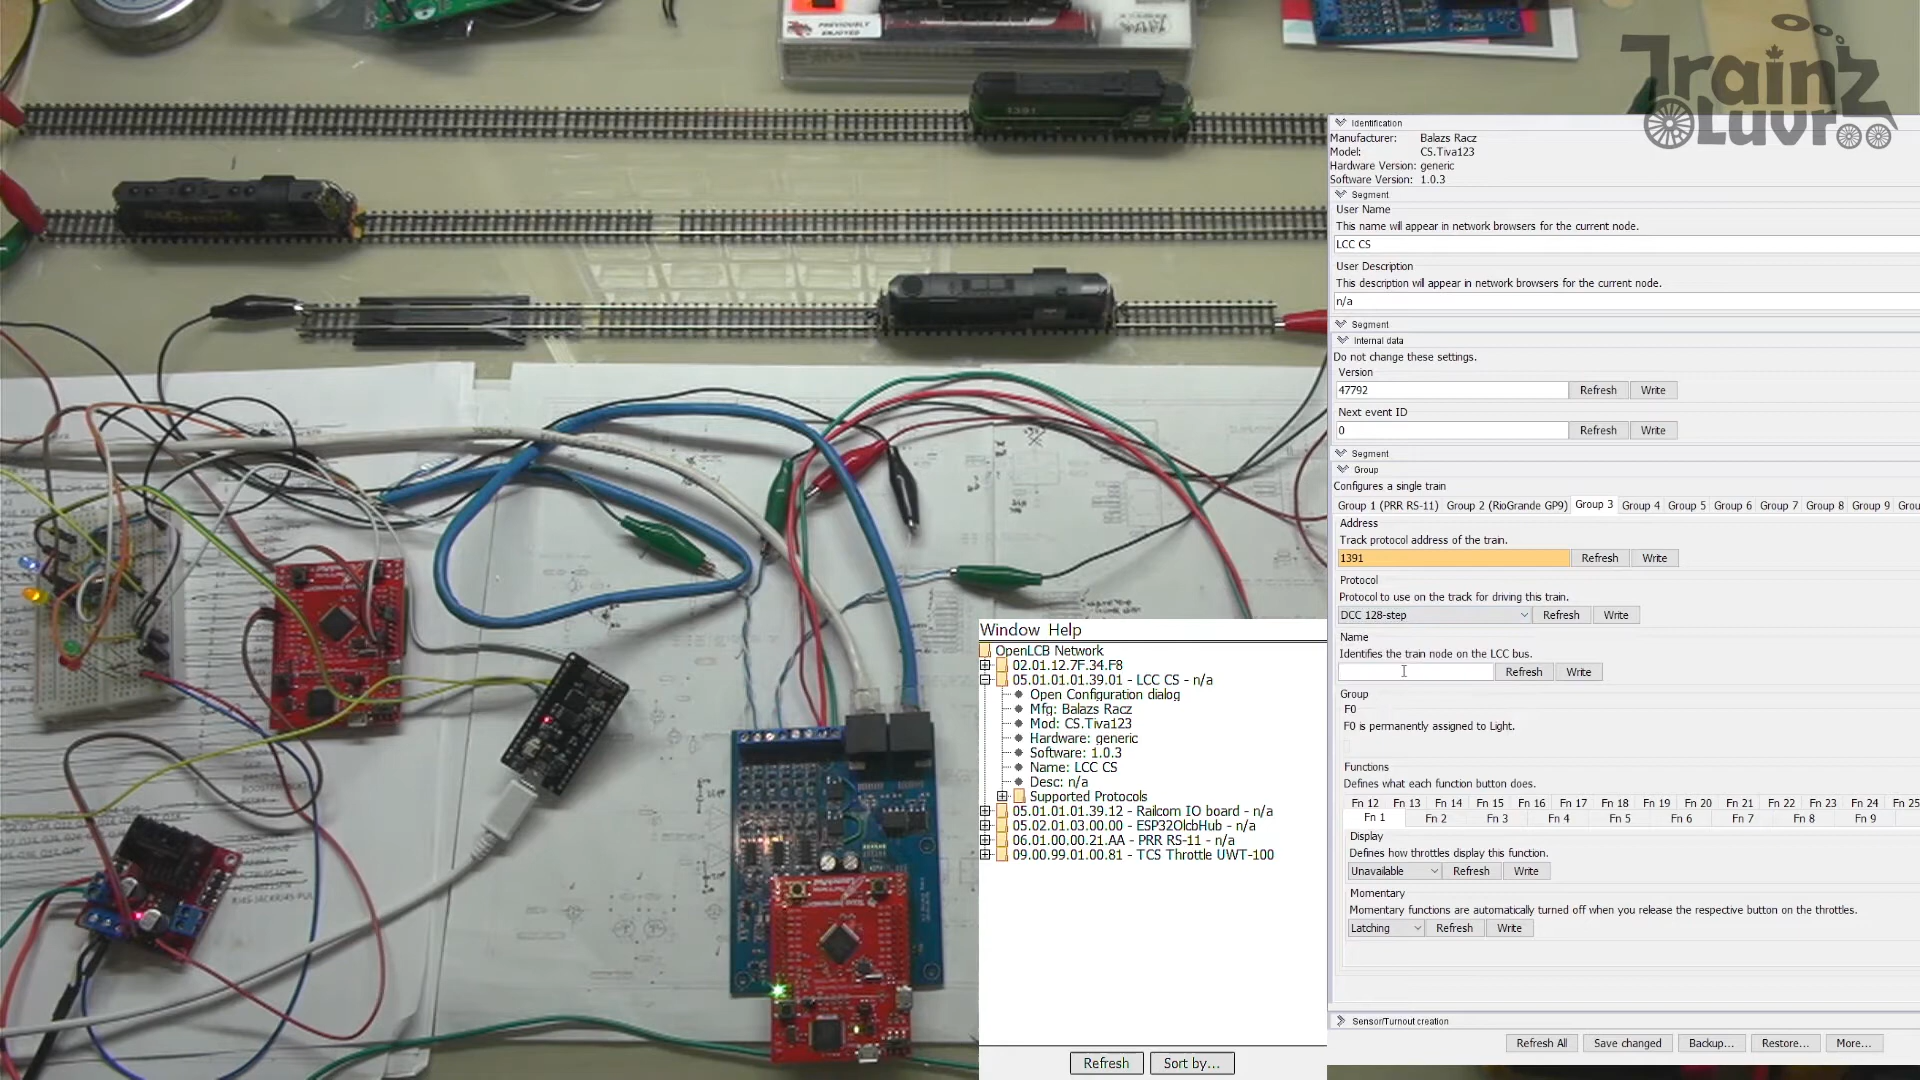 PREVIOUSLY
ENJOYED
1391
Trainz
Luvr
Identification
Manufacturer: Balazs Racz
Model: CS.Tiva123
Hardware Version: generic
Software Version: 1.0.3
Segment
User Name
This name will appear in network browsers for the current node.
LCC CS
User Description
This description will appear in network browsers for the current node.
n/a
Segment
Internal data
Do not change these settings.
Version
47792 Refresh Write
Next event ID
0 Refresh Write
Segment
Group
Configures a single train
Group 1 (PRR RS-11) Group 2 (RioGrande GP9) Group 3 Group 4 Group 5 Group 6 Group 7 Group 8 Group 9 Grou
Address
Track protocol address of the train.
1391 Refresh Write
Protocol
Protocol to use on the track for driving this train.
DCC 128-step Refresh Write
Name
Identifies the train node on the LCC bus.
Refresh Write
Group
F0
F0 is permanently assigned to Light.
Functions
Defines what each function button does.
Fn 12 Fn 13 Fn 14 Fn 15 Fn 16 Fn 17 Fn 18 Fn 19 Fn 20 Fn 21 Fn 22 Fn 23 Fn 24 Fn 25
Fn 1 Fn 2 Fn 3 Fn 4 Fn 5 Fn 6 Fn 7 Fn 8 Fn 9
Display
Defines how throttles display this function.
Unavailable Refresh Write
Momentary
Momentary functions are automatically turned off when you release the respective button on the throttles.
Latching Refresh Write
Sensor/Turnout creation
Refresh All Save changed Backup... Restore... More...
Window Help
OpenLCB Network
02.01.12.7F.34.F8
05.01.01.01.39.01 - LCC CS - n/a
Open Configuration dialog
Mfg: Balazs Racz
Mod: CS.Tiva123
Hardware: generic
Software: 1.0.3
Name: LCC CS
Desc: n/a
Supported Protocols
05.01.01.01.39.12 - Railcom IO board - n/a
05.02.01.03.00.00 - ESP32OlcbHub - n/a
06.01.00.00.21.AA - PRR RS-11 - n/a
09.00.99.01.00.81 - TCS Throttle UWT-100
Refresh Sort by...